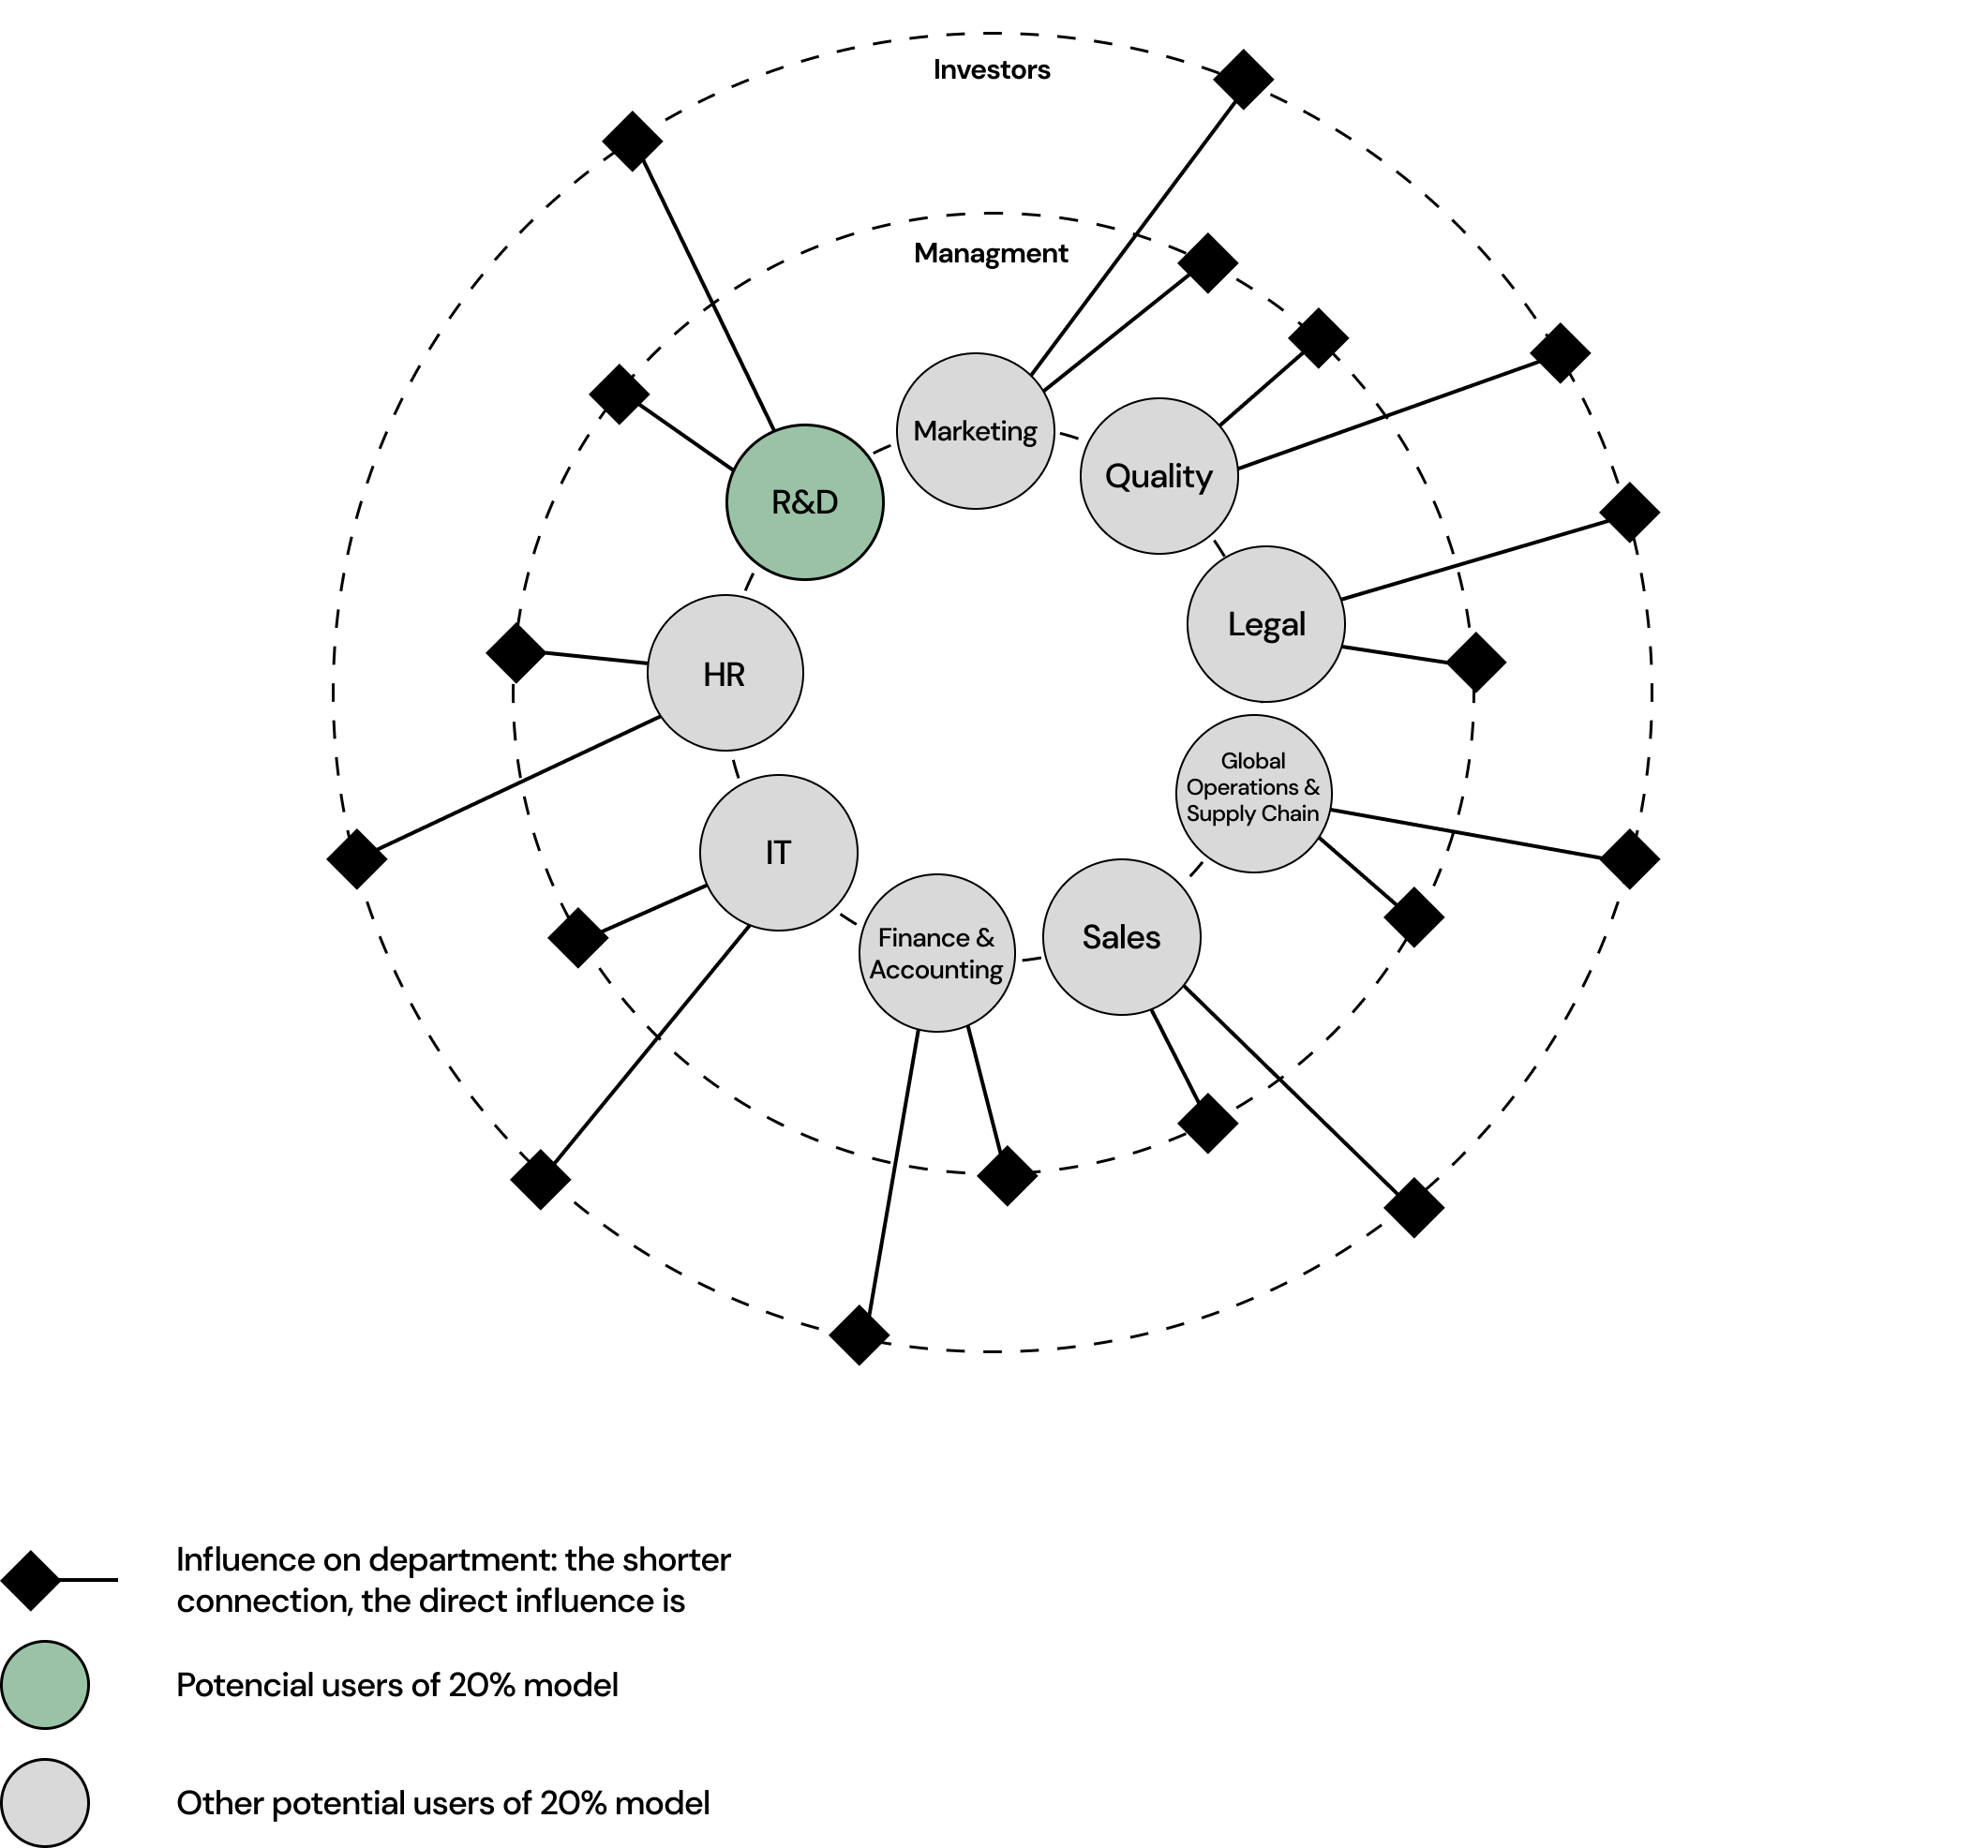 Investors
Managment
Marketing
Quality
R&D
Legal
HR
Global
Operations &
Supply Chain
IT
Finance &
Accounting
Sales
Influence on department: the shorter
connection, the direct influence is
Potencial users of 20% model
Other potential users of 20% model